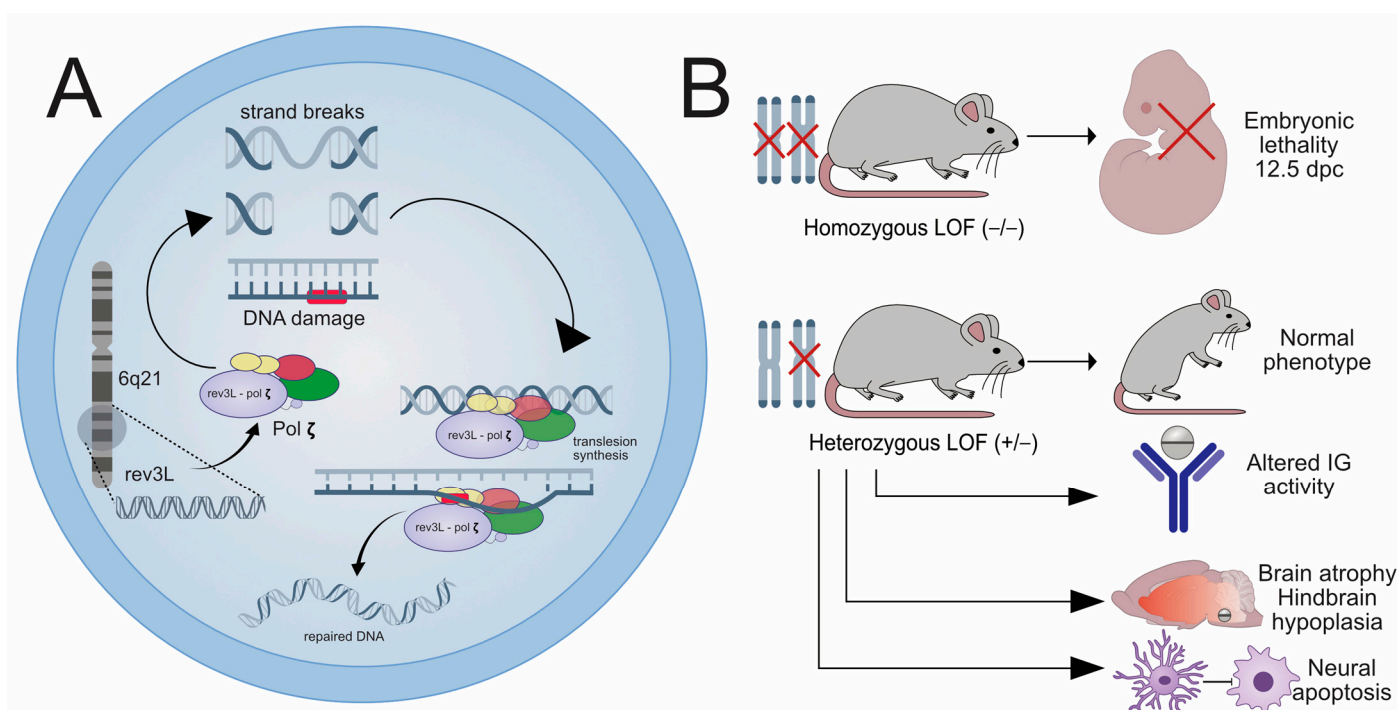 A
strand breaks
DNA damage
6q21
rev3L - pol ζ
Pol ζ
rev3L
rev3L - pol ζ
translesion
synthesis
rev3L - pol ζ
repaired DNA
B
Homozygous LOF (–/–)
Embryonic
lethality
12.5 dpc
Heterozygous LOF (+/–)
Normal
phenotype
Altered IG
activity
Brain atrophy
Hindbrain
hypoplasia
Neural
apoptosis